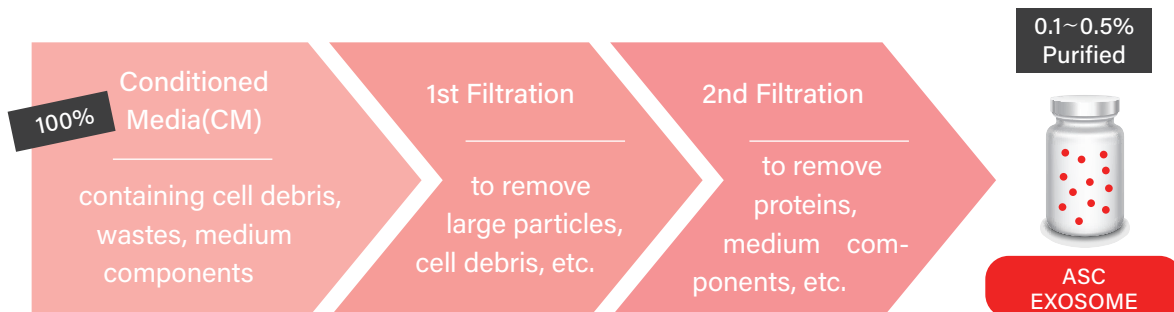 100%
Conditioned
Media(CM)
containing cell debris,
wastes, medium
components
1st Filtration
to remove
large particles,
cell debris, etc.
2nd Filtration
to remove
proteins,
medium com-
ponents, etc.
0.1~0.5%
Purified
ASC
EXOSOME